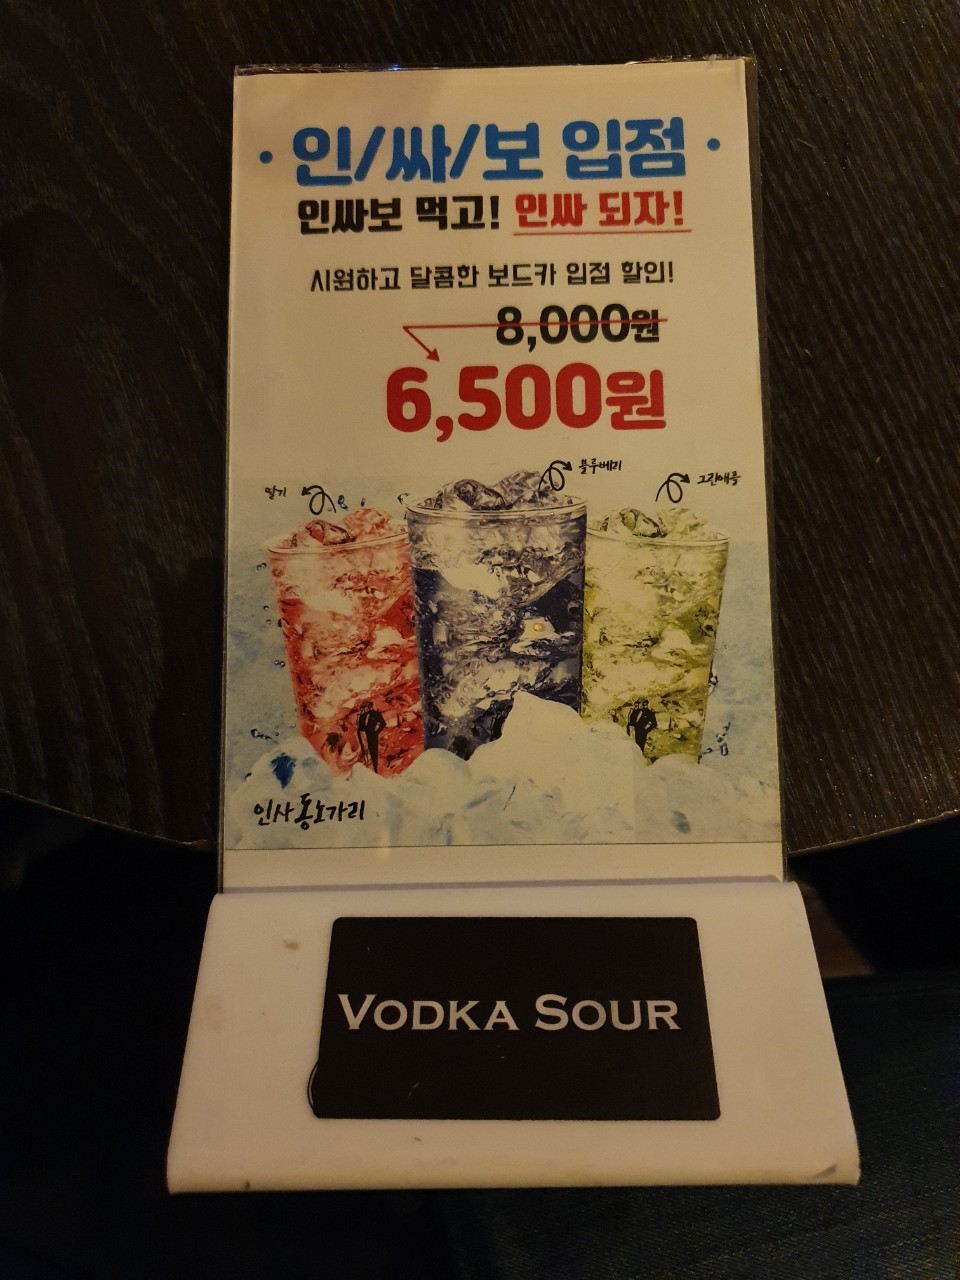 · 인/싸/보 입점 ·
인싸보 먹고! 인싸 되자!
시원하고 달콤한 보드카 입점 할인!
8,000원
6,500원
딸기
블루베리
그린애플
인사동노가리
VODKA SOUR